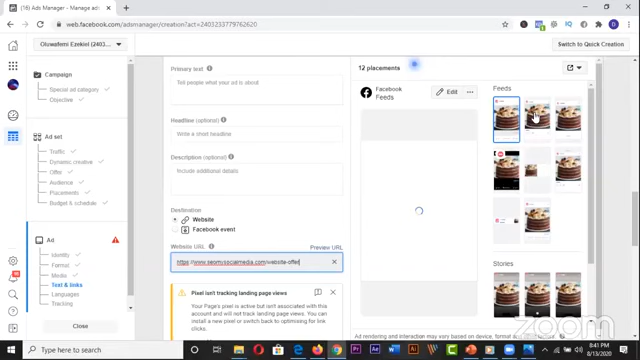 (16) Ads Manager - Creation
web.facebook.com/adsmanager/creation?act=2403233779762620
Oluwafemi Ezekiel (2403...
Switch to Quick Creation
Campaign
Special ad category
Objective
Ad set
Traffic
Dynamic creative
Offer
Audience
Placements
Budget & schedule
Ad
Identity
Format
Media
Text & links
Languages
Tracking
Close
Primary text
Tell people what your ad is about
Headline (optional)
Write a short headline
Description (optional)
Include additional details
Destination
Website
Facebook event
Website URL
Preview URL
https://www.seomysocialmedia.com/website-offer
Pixel isn't tracking landing page views
Your Page's pixel is active but isn't associated with this
account and will not track landing page views. You can
install a new pixel or switch back to optimising for link
clicks.
12 placements
Facebook
Feeds
Edit
Feeds
Stories
Ad rendering and interaction may vary based on device, format
zoom
Type here to search
8:41 PM
8/13/2020